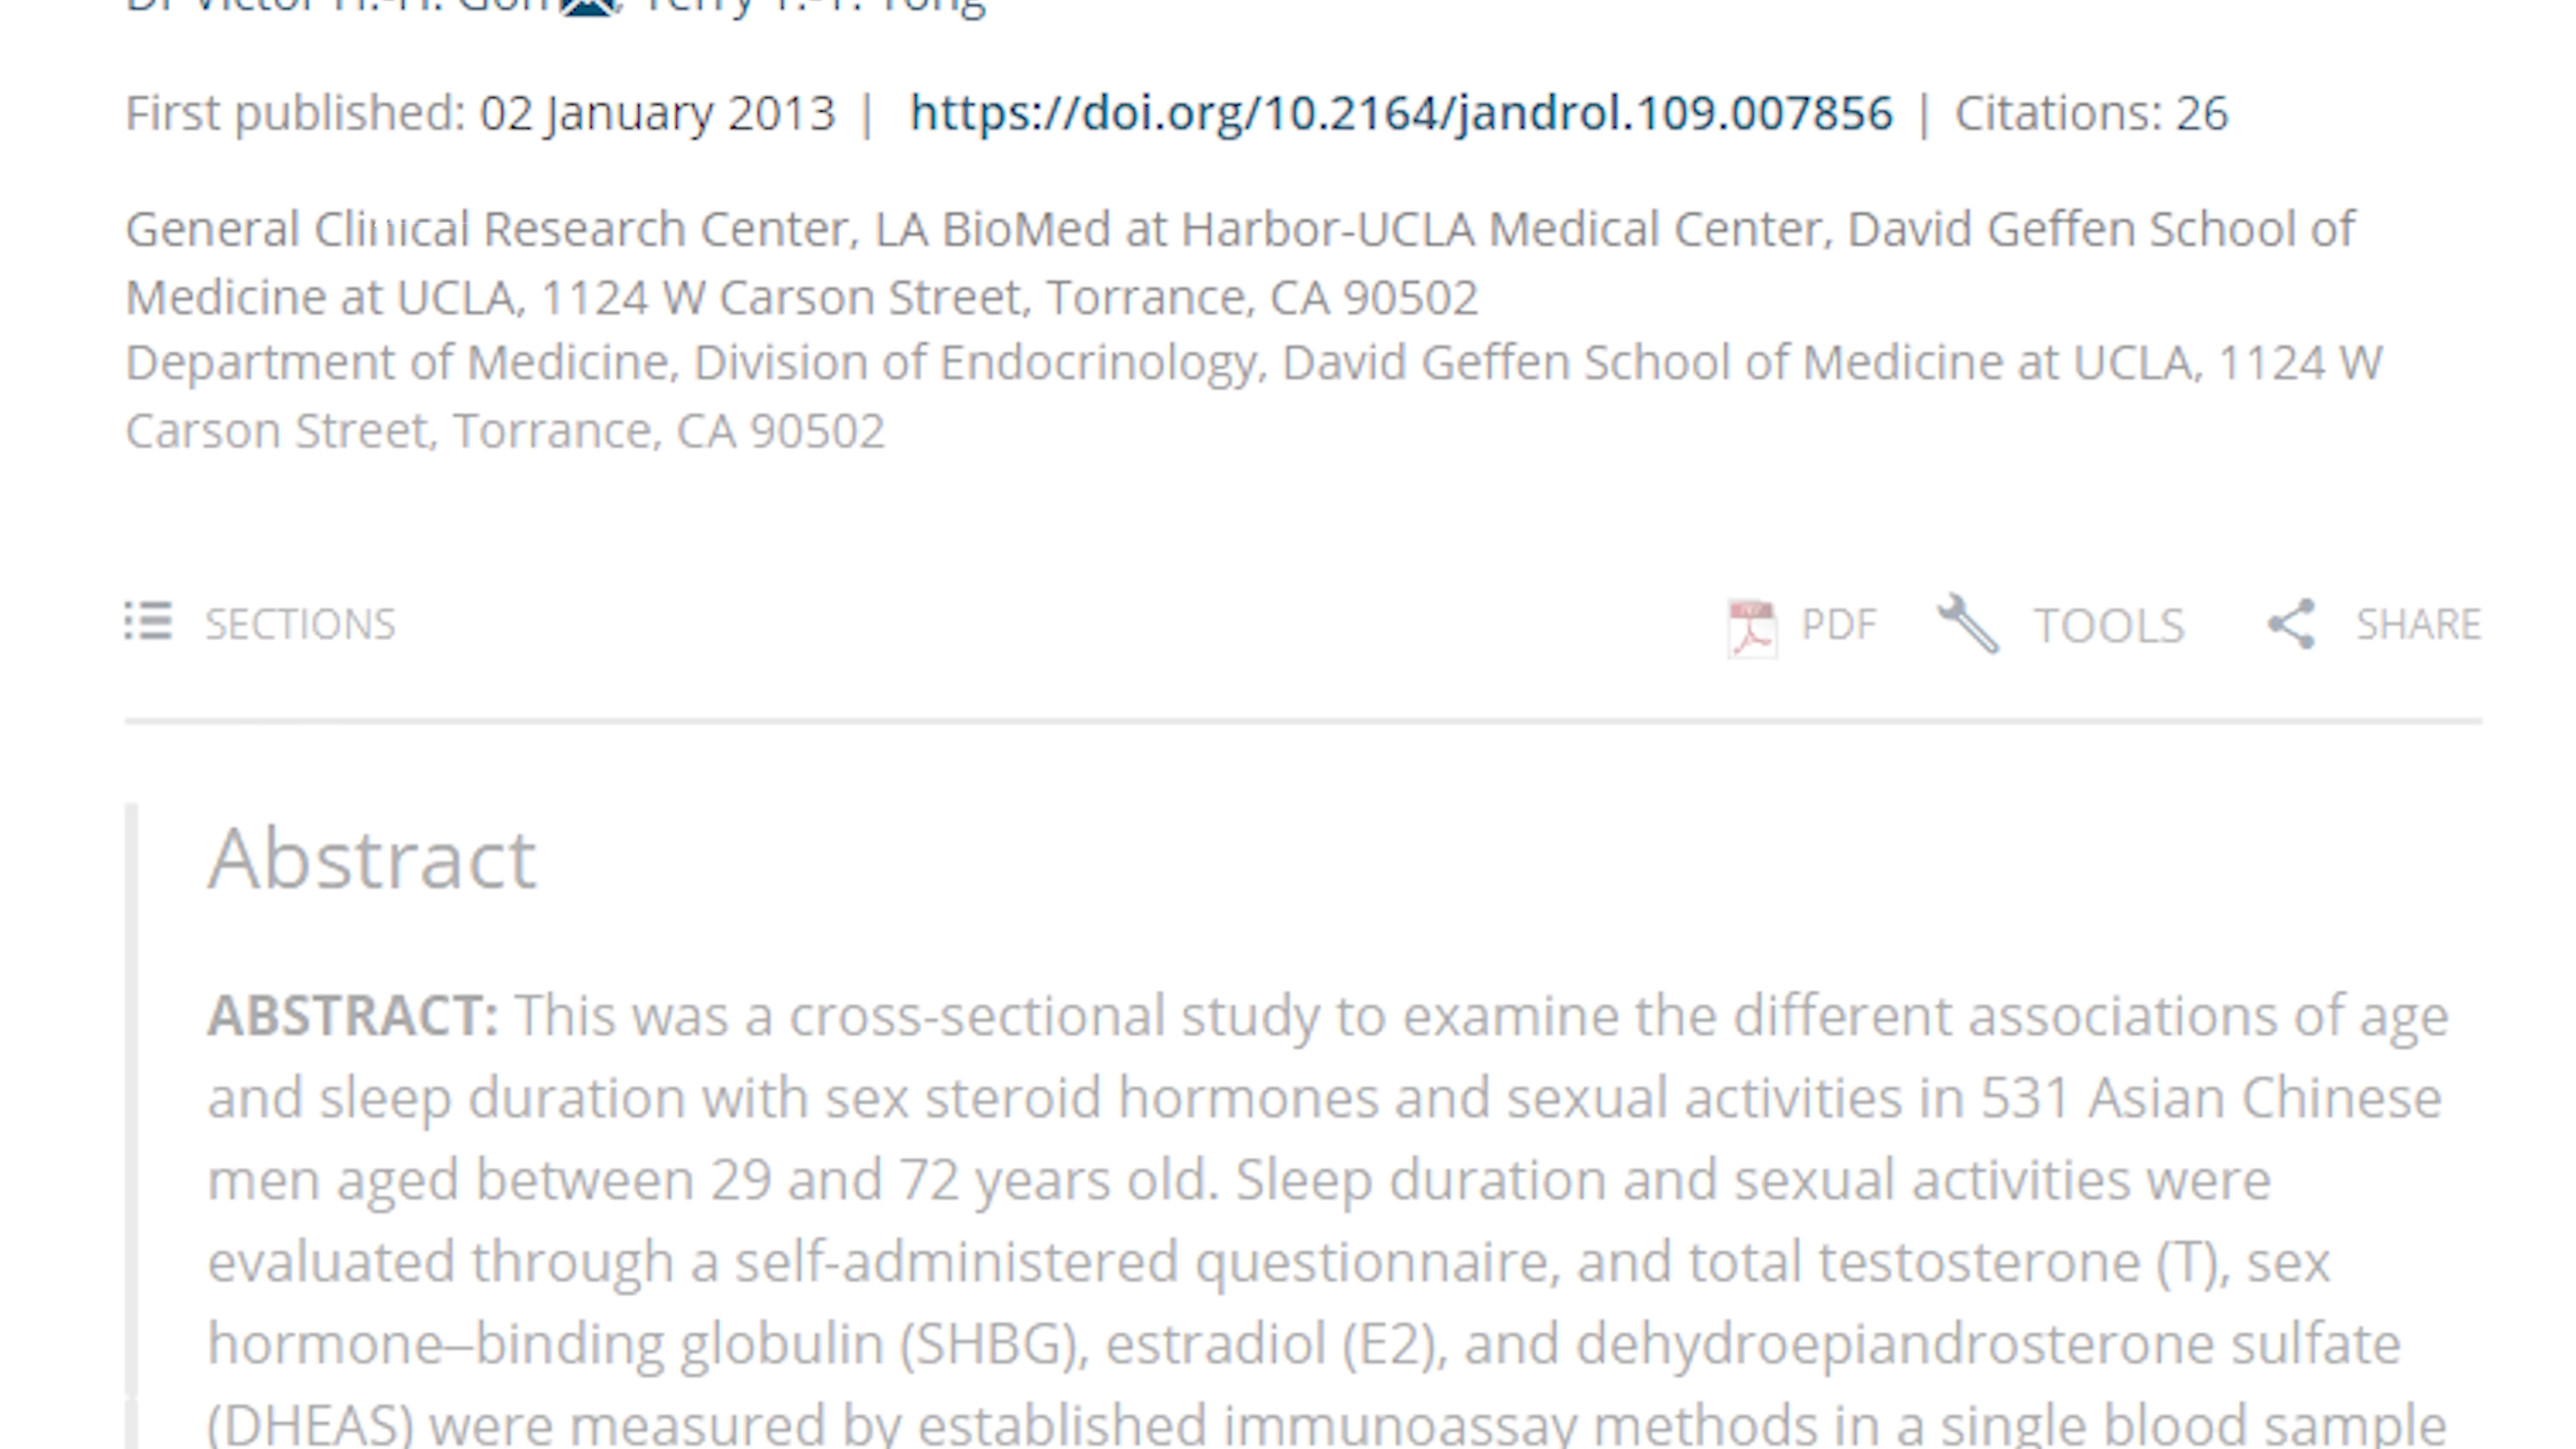 Dr Victor H.-H. Goh, Terry Y.-Y. Tong
First published: 02 January 2013 | https://doi.org/10.2164/jandrol.109.007856 | Citations: 26
General Clinical Research Center, LA BioMed at Harbor-UCLA Medical Center, David Geffen School of
Medicine at UCLA, 1124 W Carson Street, Torrance, CA 90502
Department of Medicine, Division of Endocrinology, David Geffen School of Medicine at UCLA, 1124 W
Carson Street, Torrance, CA 90502
SECTIONS PDF TOOLS SHARE
Abstract
ABSTRACT: This was a cross-sectional study to examine the different associations of age
and sleep duration with sex steroid hormones and sexual activities in 531 Asian Chinese
men aged between 29 and 72 years old. Sleep duration and sexual activities were
evaluated through a self-administered questionnaire, and total testosterone (T), sex
hormone–binding globulin (SHBG), estradiol (E2), and dehydroepiandrosterone sulfate
(DHEAS) were measured by established immunoassay methods in a single blood sample